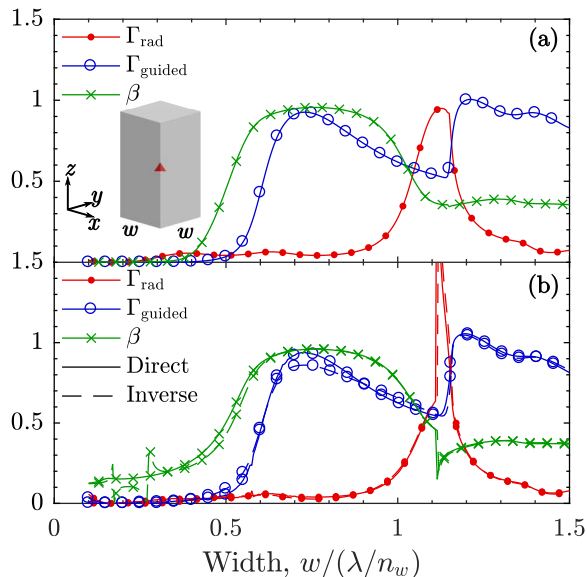 1.5
(a)
Γrad
Γguided
β
1
0.5
z
y
x
w w
1.5
(b)
Γrad
Γguided
β
1
Direct
Inverse
0.5
0
0 0.5 1 1.5
Width, w/(λ/n_w)